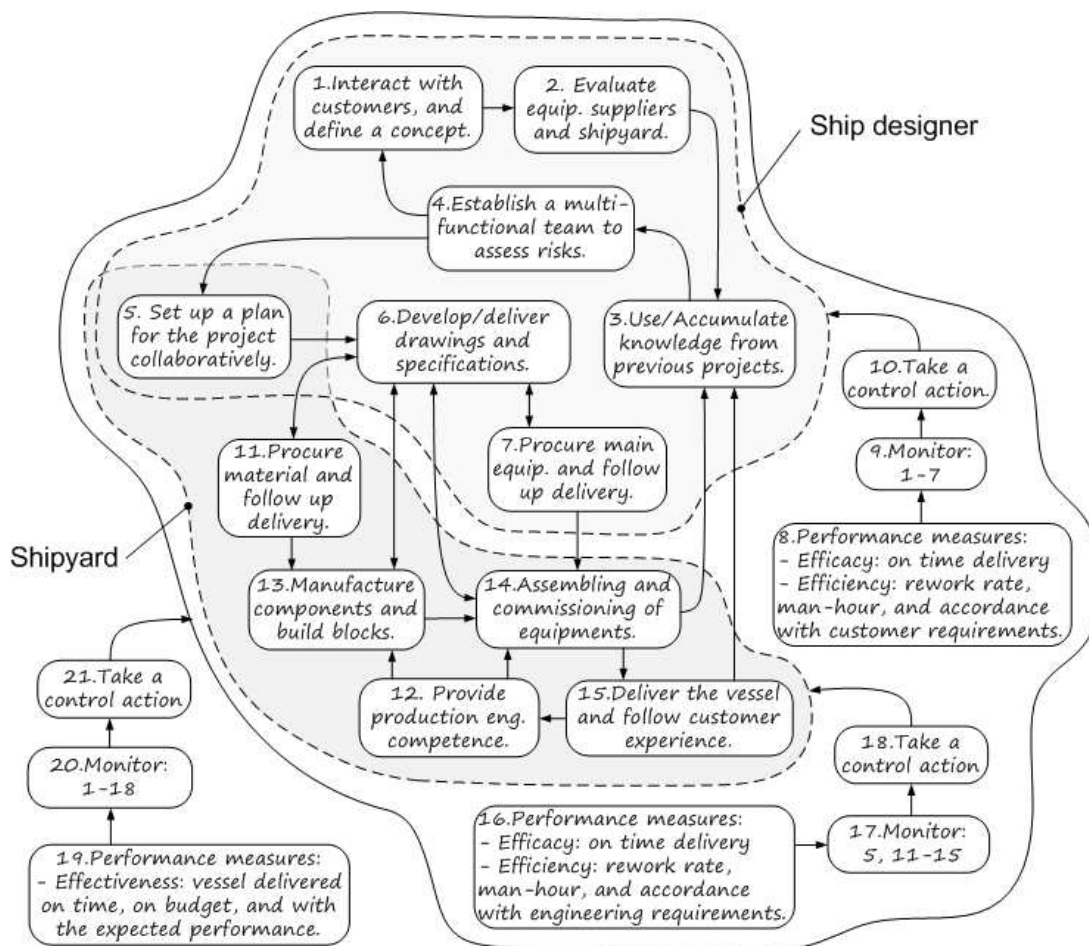 1.Interact with
customers, and
define a concept.
2. Evaluate
equip. suppliers
and shipyard.
Ship designer
4.Establish a multi-
functional team to
assess risks.
5. Set up a plan
for the project
collaboratively.
6.Develop/deliver
drawings and
specifications.
3.Use/Accumulate
knowledge from
previous projects.
10.Take a
control action.
11.Procure
material and
follow up
delivery.
7.Procure main
equip. and follow
up delivery.
9.Monitor:
1-7
Shipyard
8.Performance measures:
- Efficacy: on time delivery
- Efficiency: rework rate,
man-hour, and accordance
with customer requirements.
13.Manufacture
components and
build blocks.
14.Assembling and
commissioning of
equipments.
21.Take a
control action
12. Provide
production eng.
competence.
15.Deliver the vessel
and follow customer
experience.
18.Take a
control action
20.Monitor:
1-18
16.Performance measures:
- Efficacy: on time delivery
- Efficiency: rework rate,
man-hour, and accordance
with engineering requirements.
17.Monitor:
5, 11-15
19.Performance measures:
- Effectiveness: vessel delivered
on time, on budget, and with
the expected performance.